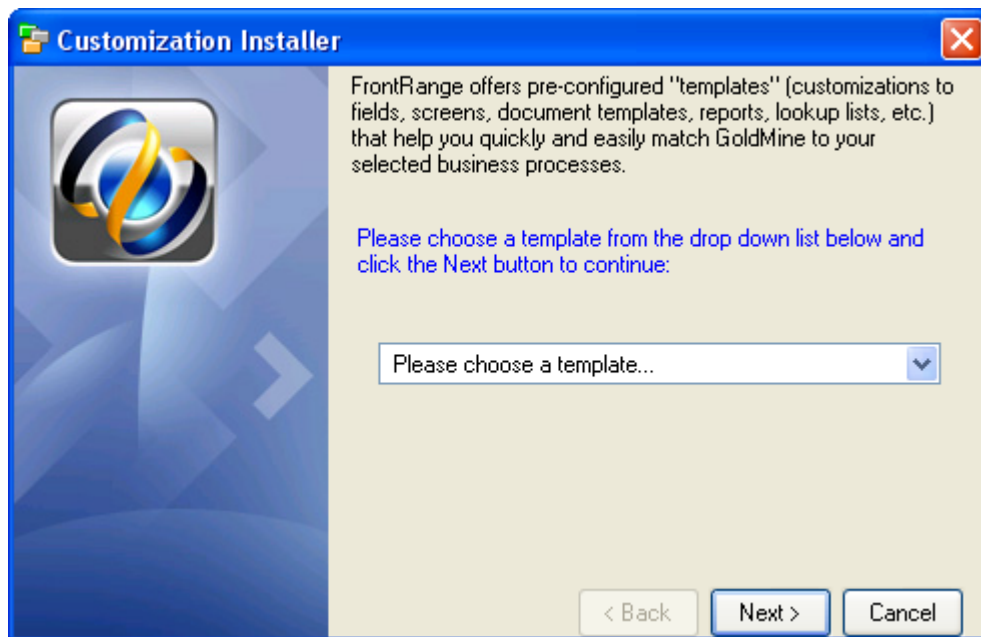 Customization Installer
FrontRange offers pre-configured "templates" (customizations to
fields, screens, document templates, reports, lookup lists, etc.)
that help you quickly and easily match GoldMine to your
selected business processes.
Please choose a template from the drop down list below and
click the Next button to continue:
Please choose a template...
< Back Next > Cancel